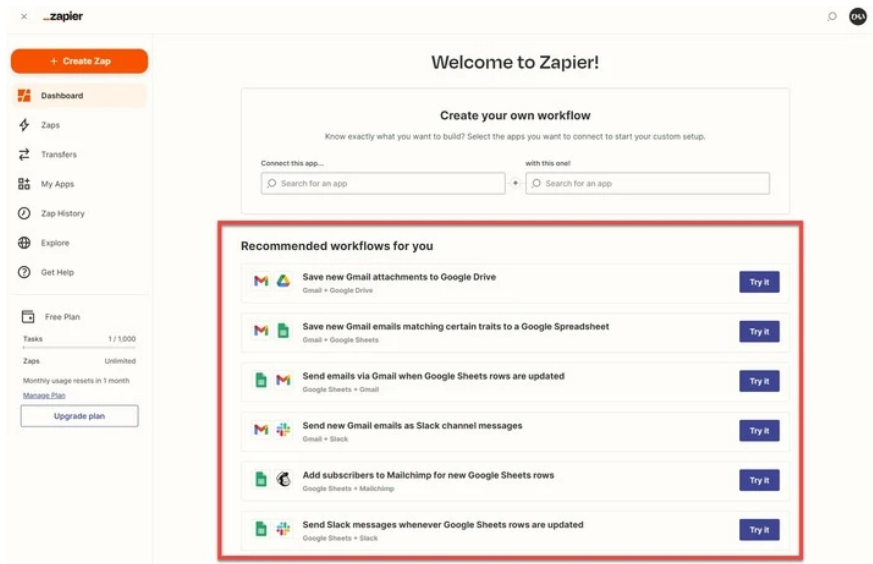 _zapier
+ Create Zap
Dashboard
Zaps
Transfers
My Apps
Zap History
Explore
Get Help
Free Plan
Tasks 1 / 1,000
Zaps Unlimited
Monthly usage resets in 1 month
Manage Plan
Upgrade plan
Welcome to Zapier!
Create your own workflow
Know exactly what you want to build? Select the apps you want to connect to start your custom setup.
Connect this app... with this one!
Search for an app Search for an app
Recommended workflows for you
Save new Gmail attachments to Google Drive
Gmail + Google Drive
Try it
Save new Gmail emails matching certain traits to a Google Spreadsheet
Gmail + Google Sheets
Try it
Send emails via Gmail when Google Sheets rows are updated
Google Sheets + Gmail
Try it
Send new Gmail emails as Slack channel messages
Gmail + Slack
Try it
Add subscribers to Mailchimp for new Google Sheets rows
Google Sheets + Mailchimp
Try it
Send Slack messages whenever Google Sheets rows are updated
Google Sheets + Slack
Try it